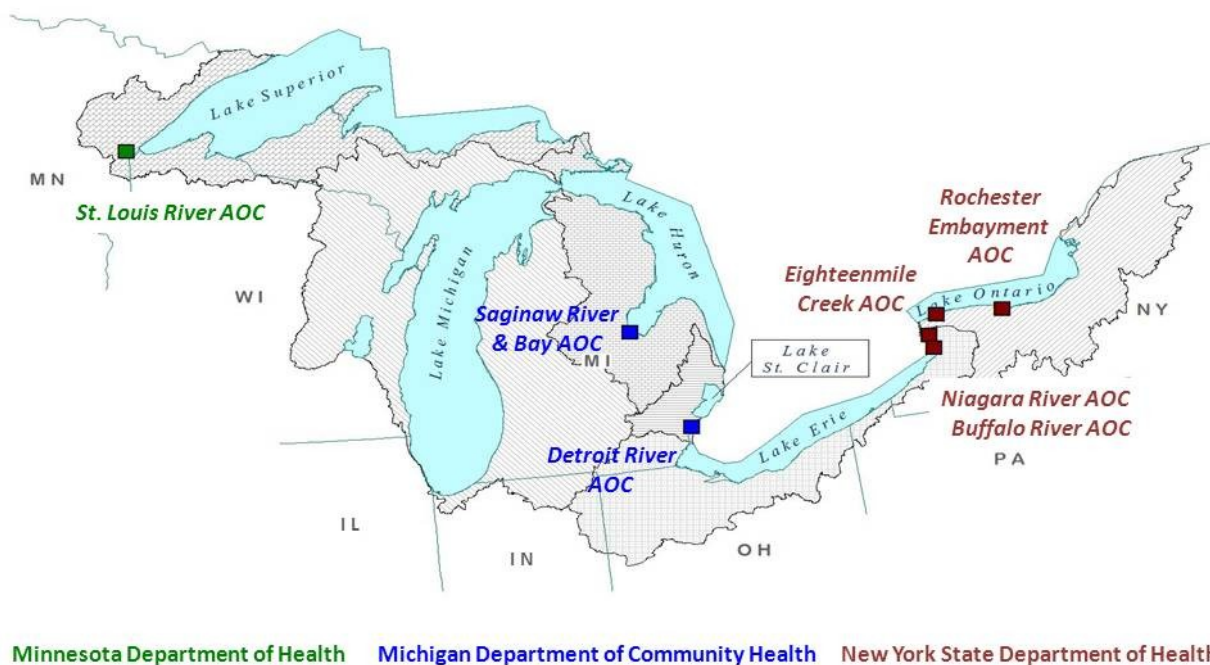 Lake Superior
MN
St. Louis River AOC
WI
Lake Michigan
Lake Huron
Saginaw River
& Bay AOC
MI
Lake
St. Clair
Detroit River
AOC
Lake Erie
Rochester
Embayment
AOC
Eighteenmile
Creek AOC
Lake Ontario
NY
Niagara River AOC
Buffalo River AOC
PA
IL
IN
OH
Minnesota Department of Health
Michigan Department of Community Health
New York State Department of Health